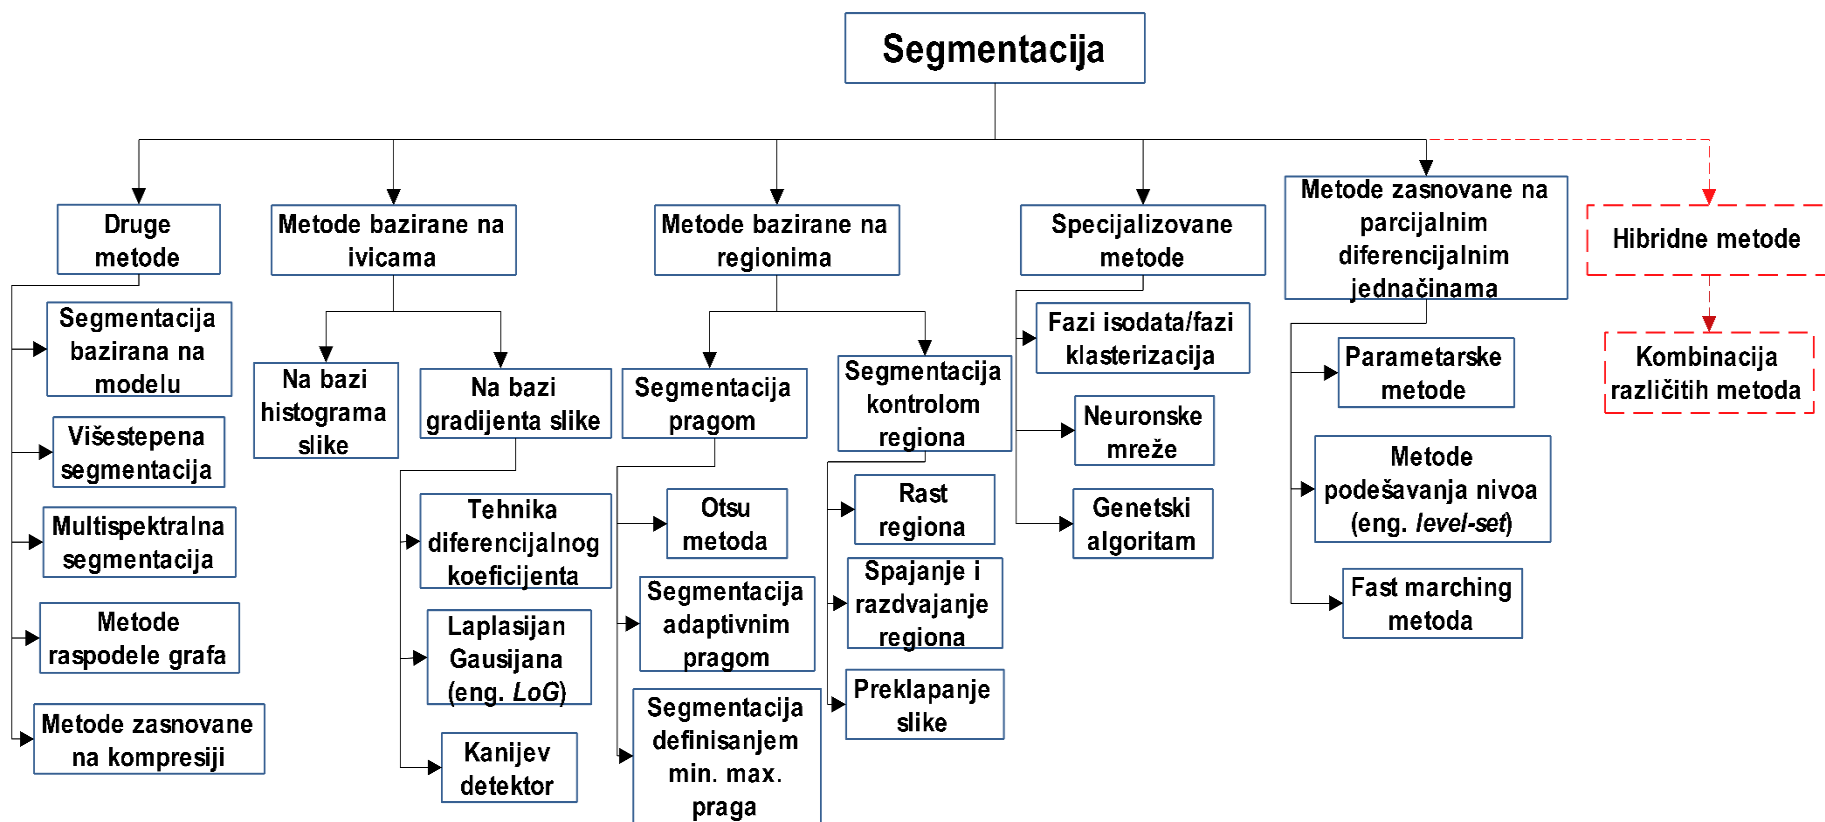 Segmentacija
Druge
metode
Segmentacija
bazirana na
modelu
Višestepena
segmentacija
Multispektralna
segmentacija
Metode
raspodele grafa
Metode zasnovane
na kompresiji
Metode bazirane na
ivicama
Na bazi
histograma
slike
Na bazi
gradijenta slike
Tehnika
diferencijalnog
koeficijenta
Laplasijan
Gausijana
(eng. LoG)
Kanijev
detektor
Metode bazirane na
regionima
Segmentacija
pragom
Otsu
metoda
Segmentacija
adaptivnim
pragom
Segmentacija
definisanjem
min. max.
praga
Segmentacija
kontrolom
regiona
Rast
regiona
Spajanje i
razdvajanje
regiona
Preklapanje
slike
Specijalizovane
metode
Fazi isodata/fazi
klasterizacija
Neuronske
mreže
Genetski
algoritam
Metode zasnovane na
parcijalnim
diferencijalnim
jednačinama
Parametarske
metode
Metode
podešavanja nivoa
(eng. level-set)
Fast marching
metoda
Hibridne metode
Kombinacija
različitih metoda